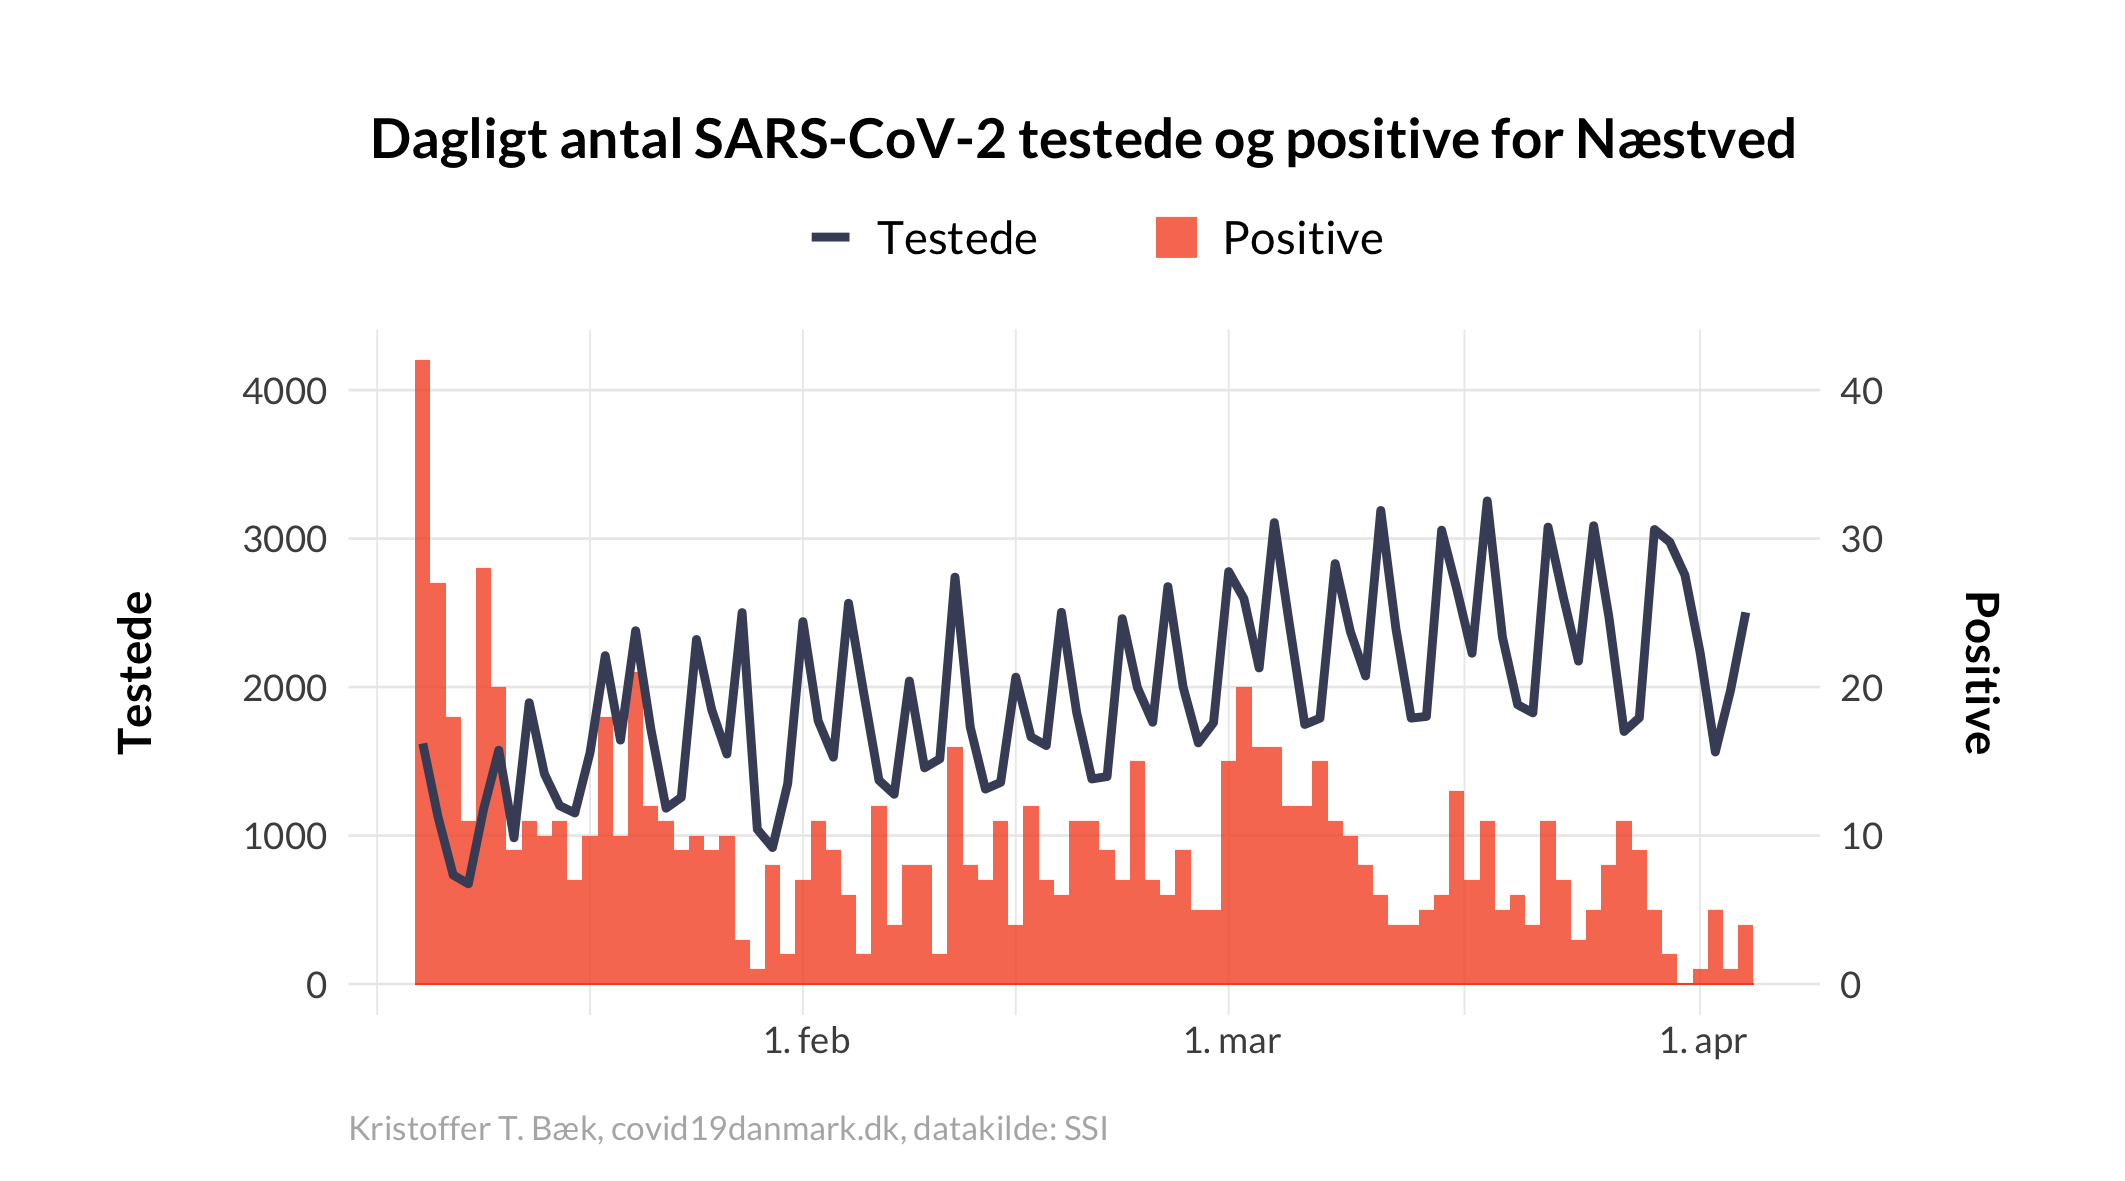 Dagligt antal SARS-CoV-2 testede og positive for Næstved
Testede Positive
4000 40
3000 30
2000 20
1000 10
0 0
Testede
Positive
1. feb 1. mar 1. apr
Kristoffer T. Bæk, covid19danmark.dk, datakilde: SSI